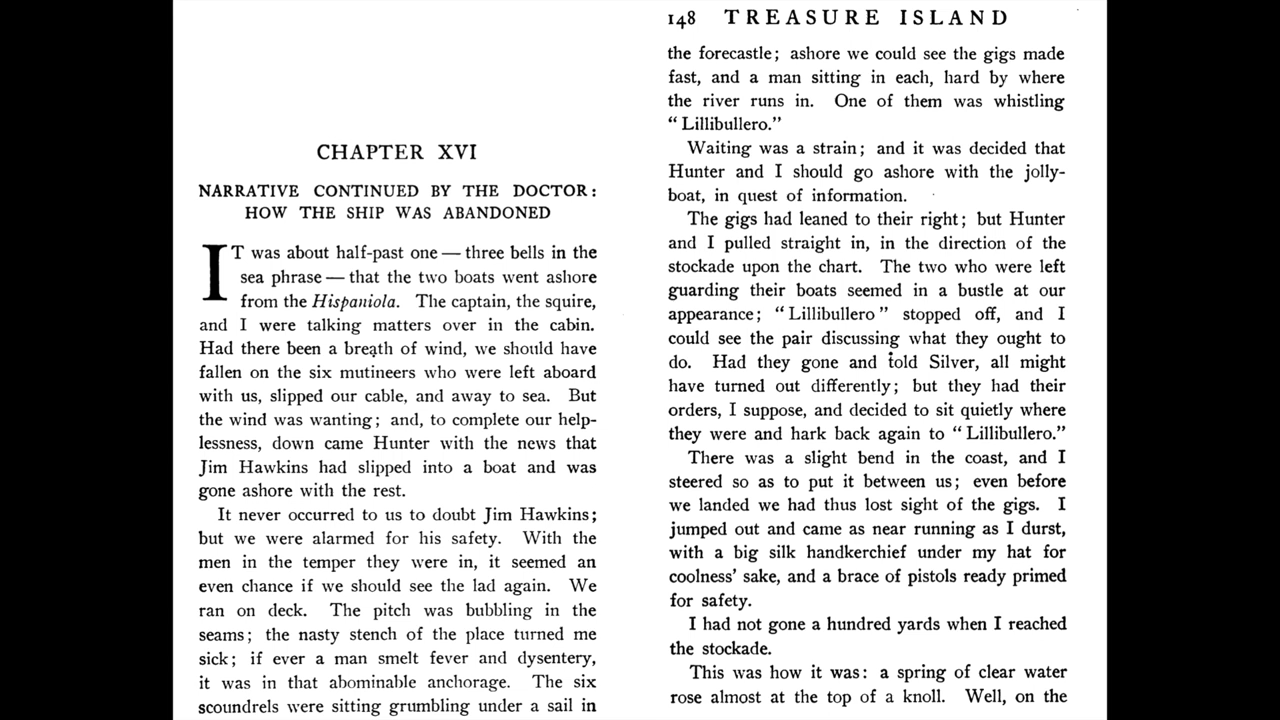 CHAPTER XVI
NARRATIVE CONTINUED BY THE DOCTOR:
HOW THE SHIP WAS ABANDONED
IT was about half-past one — three bells in the
sea phrase — that the two boats went ashore
from the Hispaniola. The captain, the squire,
and I were talking matters over in the cabin.
Had there been a breath of wind, we should have
fallen on the six mutineers who were left aboard
with us, slipped our cable, and away to sea. But
the wind was wanting; and, to complete our help-
lessness, down came Hunter with the news that
Jim Hawkins had slipped into a boat and was
gone ashore with the rest.
It never occurred to us to doubt Jim Hawkins;
but we were alarmed for his safety. With the
men in the temper they were in, it seemed an
even chance if we should see the lad again. We
ran on deck. The pitch was bubbling in the
seams; the nasty stench of the place turned me
sick; if ever a man smelt fever and dysentery,
it was in that abominable anchorage. The six
scoundrels were sitting grumbling under a sail in
148 TREASURE ISLAND
the forecastle; ashore we could see the gigs made
fast, and a man sitting in each, hard by where
the river runs in. One of them was whistling
"Lillibullero."
Waiting was a strain; and it was decided that
Hunter and I should go ashore with the jolly-
boat, in quest of information.
The gigs had leaned to their right; but Hunter
and I pulled straight in, in the direction of the
stockade upon the chart. The two who were left
guarding their boats seemed in a bustle at our
appearance; "Lillibullero" stopped off, and I
could see the pair discussing what they ought to
do. Had they gone and told Silver, all might
have turned out differently; but they had their
orders, I suppose, and decided to sit quietly where
they were and hark back again to "Lillibullero."
There was a slight bend in the coast, and I
steered so as to put it between us; even before
we landed we had thus lost sight of the gigs. I
jumped out and came as near running as I durst,
with a big silk handkerchief under my hat for
coolness' sake, and a brace of pistols ready primed
for safety.
I had not gone a hundred yards when I reached
the stockade.
This was how it was: a spring of clear water
rose almost at the top of a knoll. Well, on the